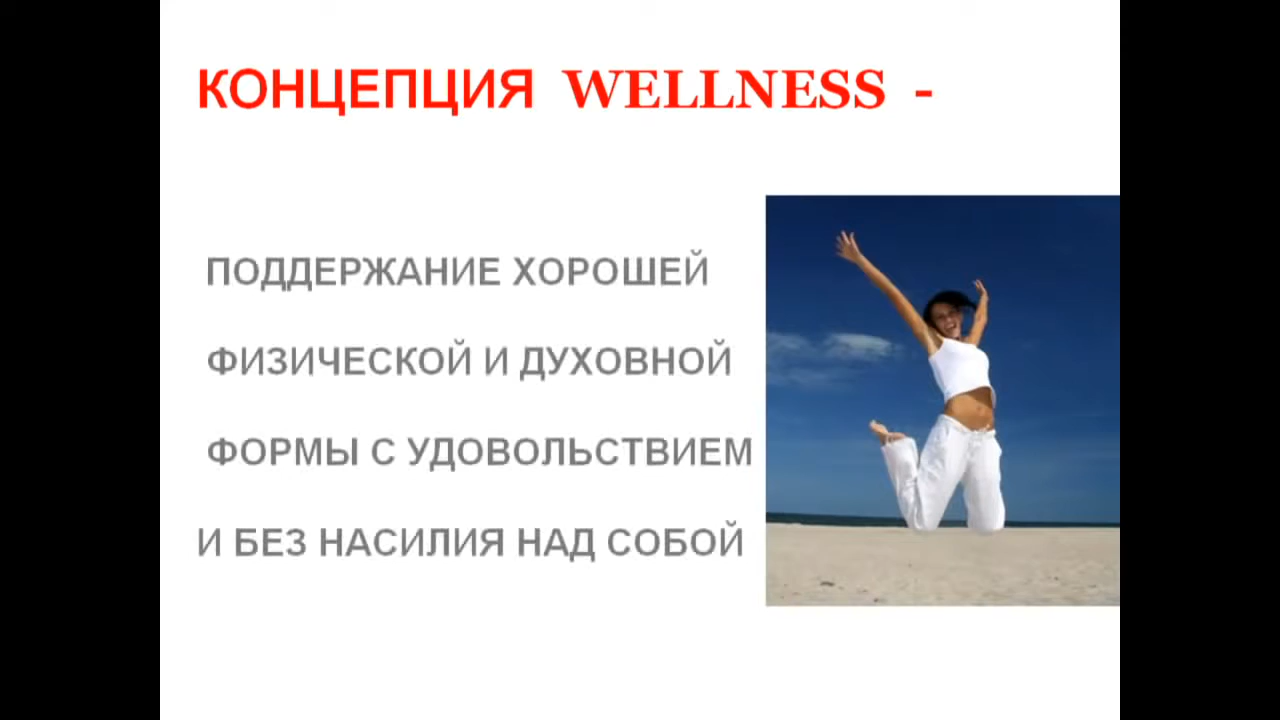 КОНЦЕПЦИЯ WELLNESS -
ПОДДЕРЖАНИЕ ХОРОШЕЙ
ФИЗИЧЕСКОЙ И ДУХОВНОЙ
ФОРМЫ С УДОВОЛЬСТВИЕМ
И БЕЗ НАСИЛИЯ НАД СОБОЙ